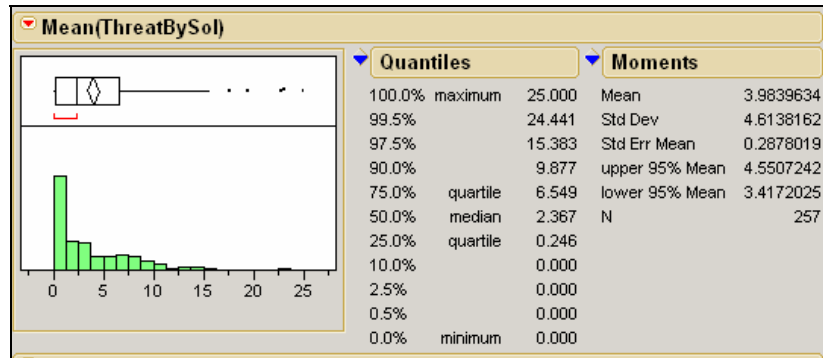 Mean(ThreatBySol)
0 5 10 15 20 25
Quantiles
100.0% maximum 25.000
99.5% 24.441
97.5% 15.383
90.0% 9.877
75.0% quartile 6.549
50.0% median 2.367
25.0% quartile 0.246
10.0% 0.000
2.5% 0.000
0.5% 0.000
0.0% minimum 0.000
Moments
Mean 3.9839634
Std Dev 4.6138162
Std Err Mean 0.2878019
upper 95% Mean 4.5507242
lower 95% Mean 3.4172025
N 257